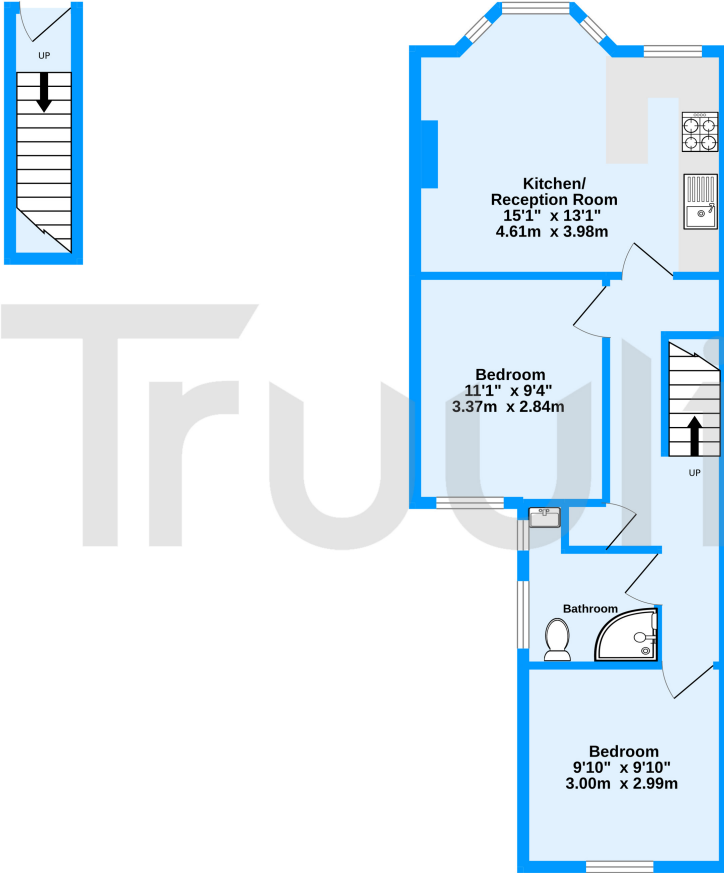 UP
Kitchen/
Reception Room
15'1" x 13'1"
4.61m x 3.98m
Bedroom
11'1" x 9'4"
3.37m x 2.84m
UP
Bathroom
Bedroom
9'10" x 9'10"
3.00m x 2.99m